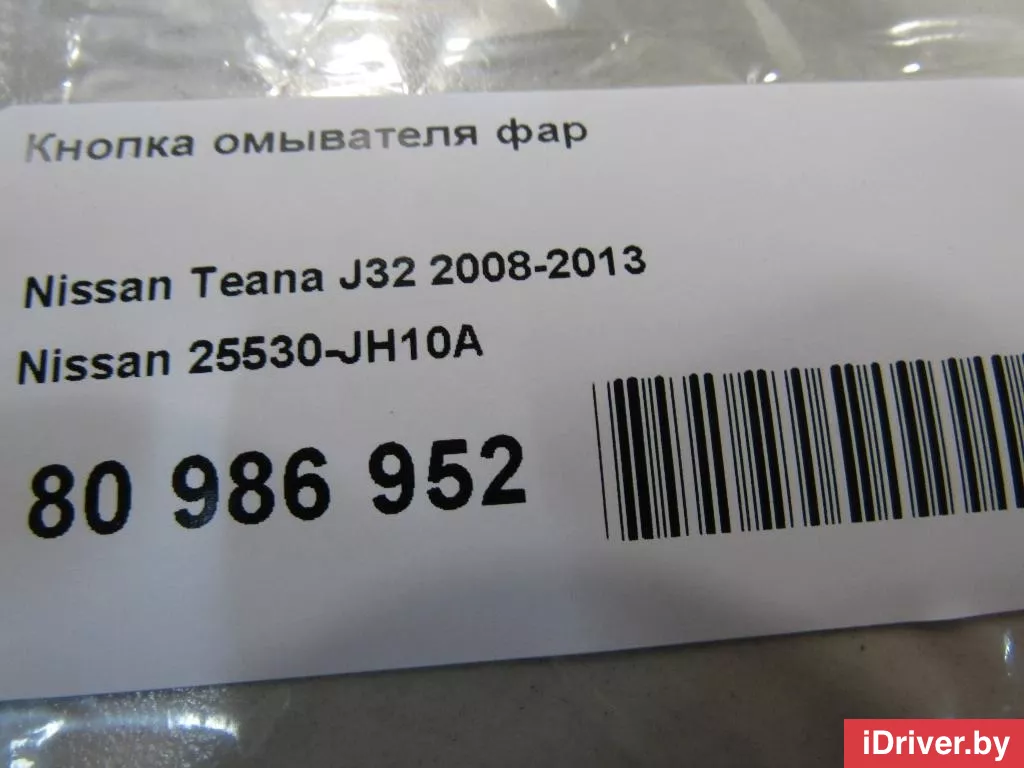 Кнопка омывателя фар
Nissan Teana J32 2008-2013
Nissan 25530-JH10A
80 986 952
iDriver.by